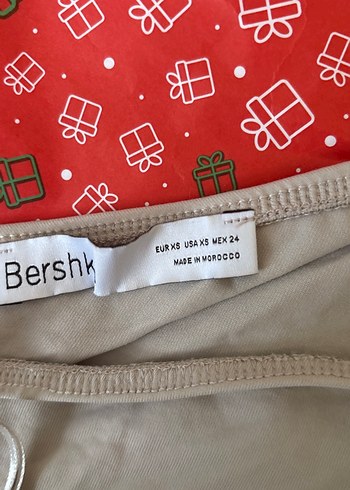 Bershk
EUR XS USA XS MEX 24
MADE IN MOROCCO